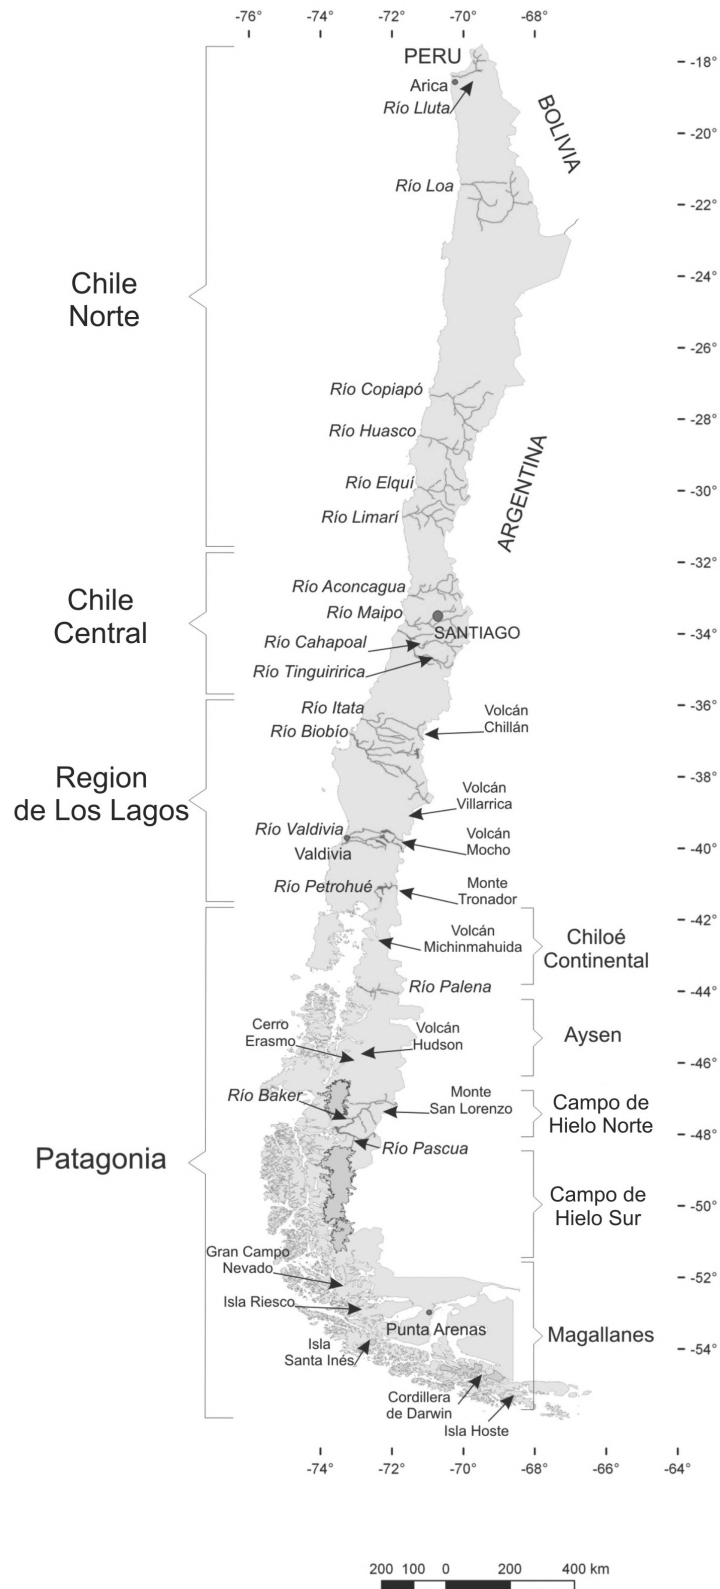 -76° -74° -72° -70° -68°
PERU
-18°
Arica
Río Lluta
BOLIVIA
-20°
Río Loa
-22°
-24°
Chile
Norte
-26°
Río Copiapó
-28°
Río Huasco
ARGENTINA
Río Elquí
-30°
Río Limarí
-32°
Río Aconcagua
Chile
Central
Río Maipo
SANTIAGO
-34°
Río Cahapoal
Río Tinguiririca
-36°
Río Itata
Volcán
Chillán
Río Biobío
-38°
Region
de Los Lagos
Volcán
Villarrica
Río Valdivia
Volcán
Mocho
Valdivia
-40°
Río Petrohué
Monte
Tronador
-42°
Volcán
Michinmahuida
Chiloé
Continental
Río Palena
-44°
Cerro
Erasmo
Volcán
Hudson
Aysen
-46°
Río Baker
Monte
San Lorenzo
Campo de
Hielo Norte
-48°
Río Pascua
Patagonia
Campo de
Hielo Sur
-50°
Gran Campo
Nevado
-52°
Isla Riesco
Punta Arenas
Magallanes
Isla
Santa Inés
-54°
Cordillera
de Darwin
Isla Hoste
-74° -72° -70° -68° -66° -64°
200 100 0 200 400 km